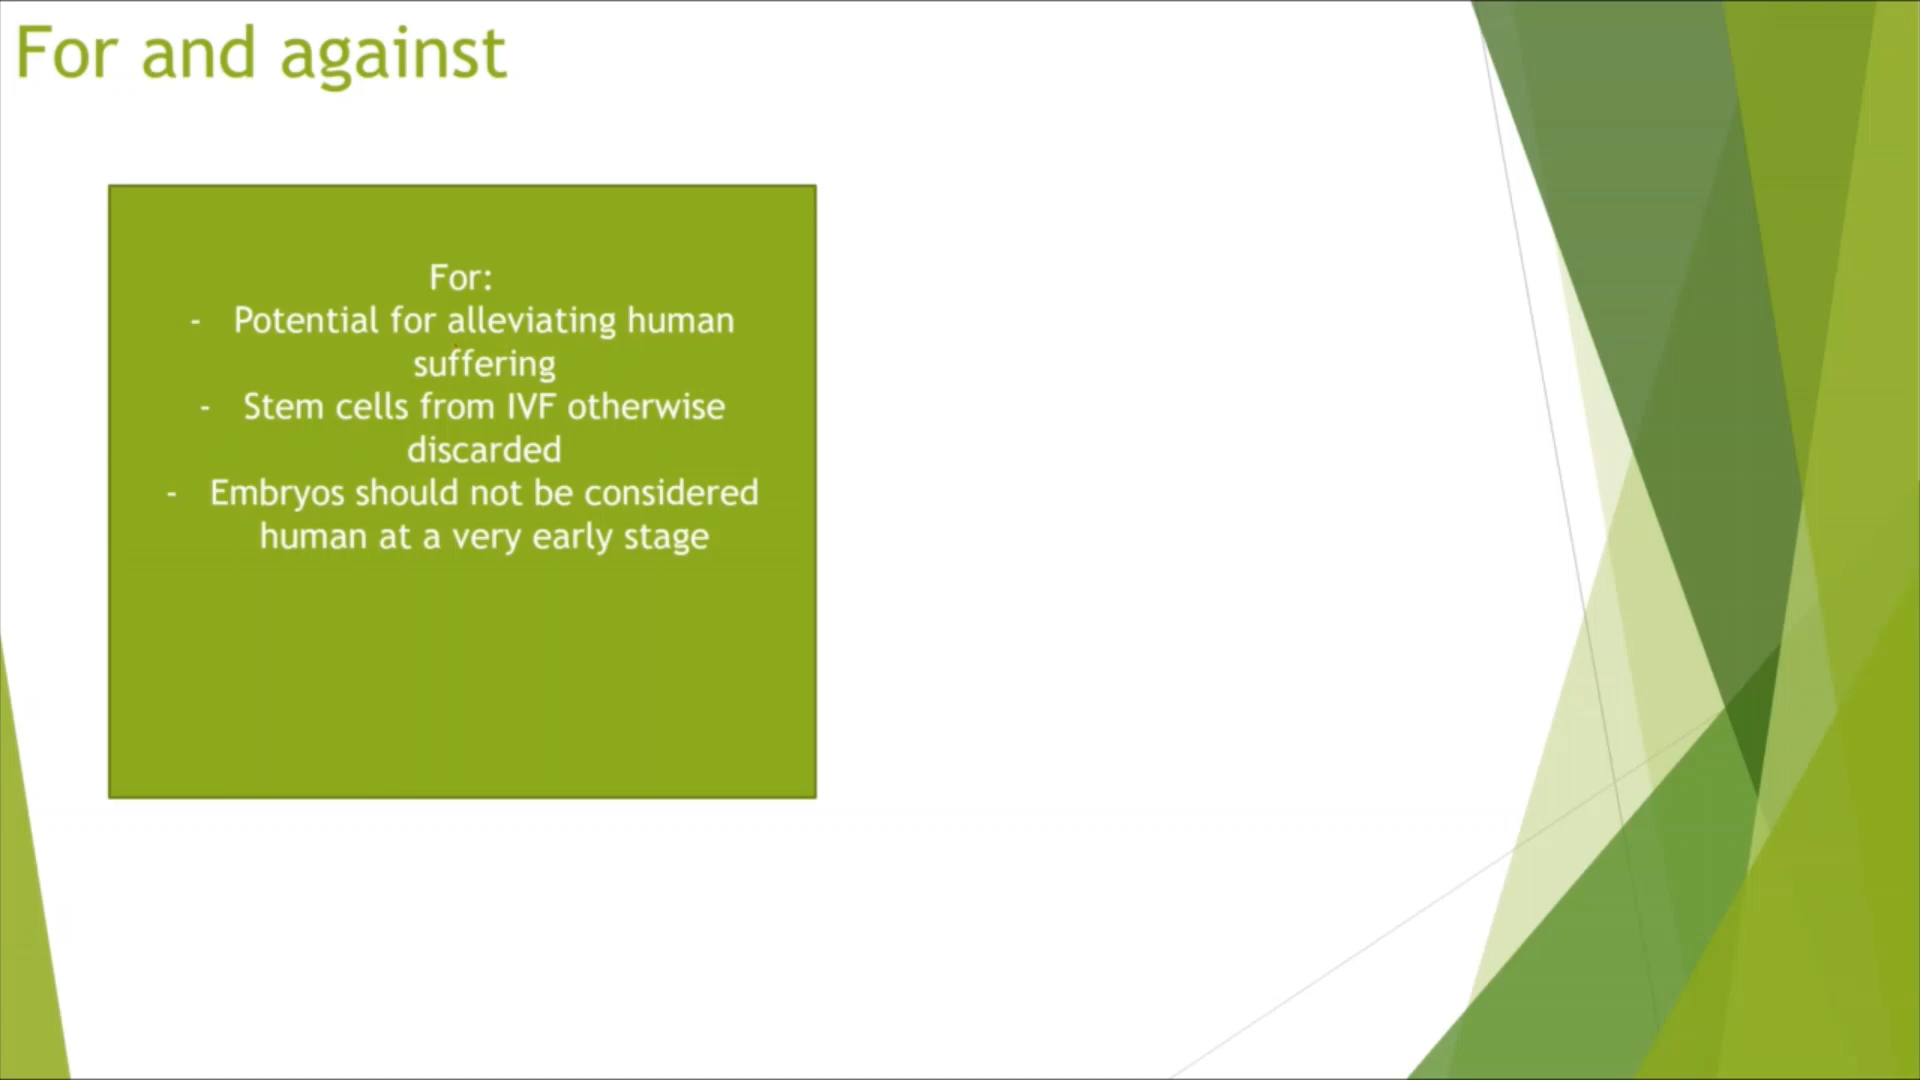 For and against
For:
- Potential for alleviating human
suffering
- Stem cells from IVF otherwise
discarded
- Embryos should not be considered
human at a very early stage